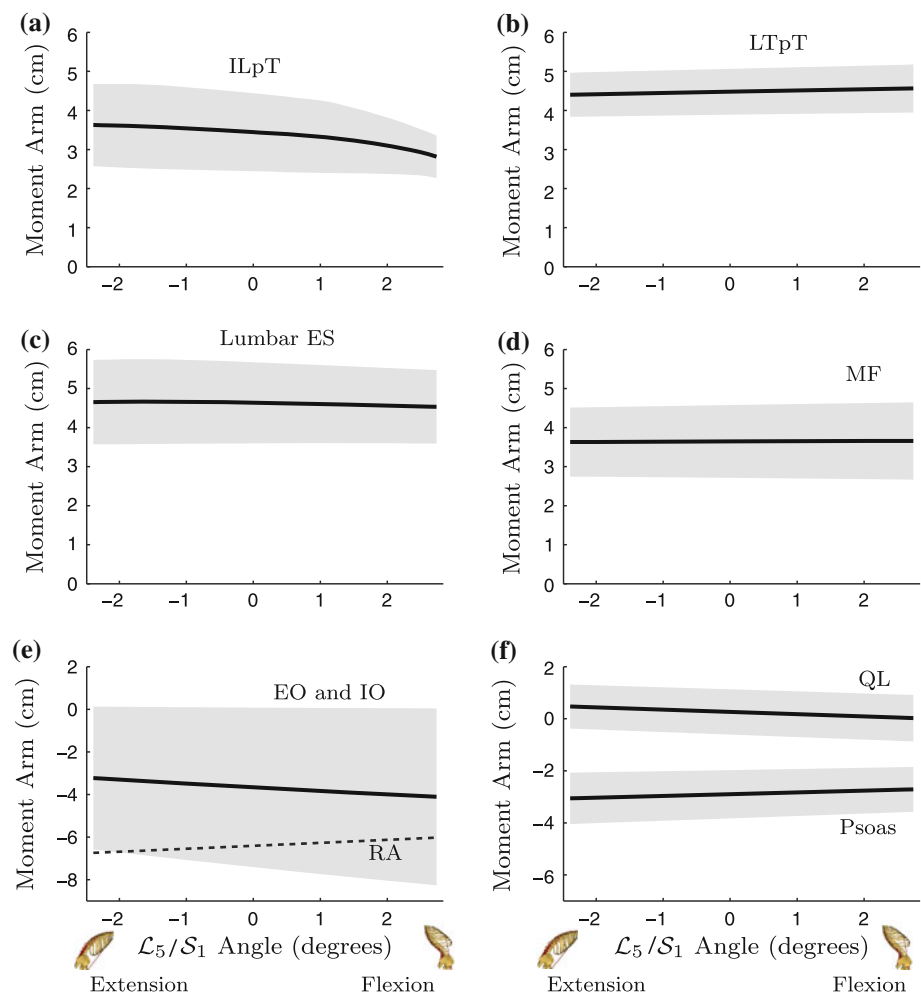 (a)
Moment Arm (cm)
6
5
4
3
2
1
0
ILpT
−2 −1 0 1 2
(b)
Moment Arm (cm)
6
5
4
3
2
1
0
LTpT
−2 −1 0 1 2
(c)
Moment Arm (cm)
6
5
4
3
2
1
0
Lumbar ES
−2 −1 0 1 2
(d)
Moment Arm (cm)
6
5
4
3
2
1
0
MF
−2 −1 0 1 2
(e)
Moment Arm (cm)
2
0
−2
−4
−6
−8
EO and IO
RA
−2 −1 0 1 2
L5/S1 Angle (degrees)
Extension Flexion
(f)
Moment Arm (cm)
2
0
−2
−4
−6
QL
Psoas
−2 −1 0 1 2
L5/S1 Angle (degrees)
Extension Flexion